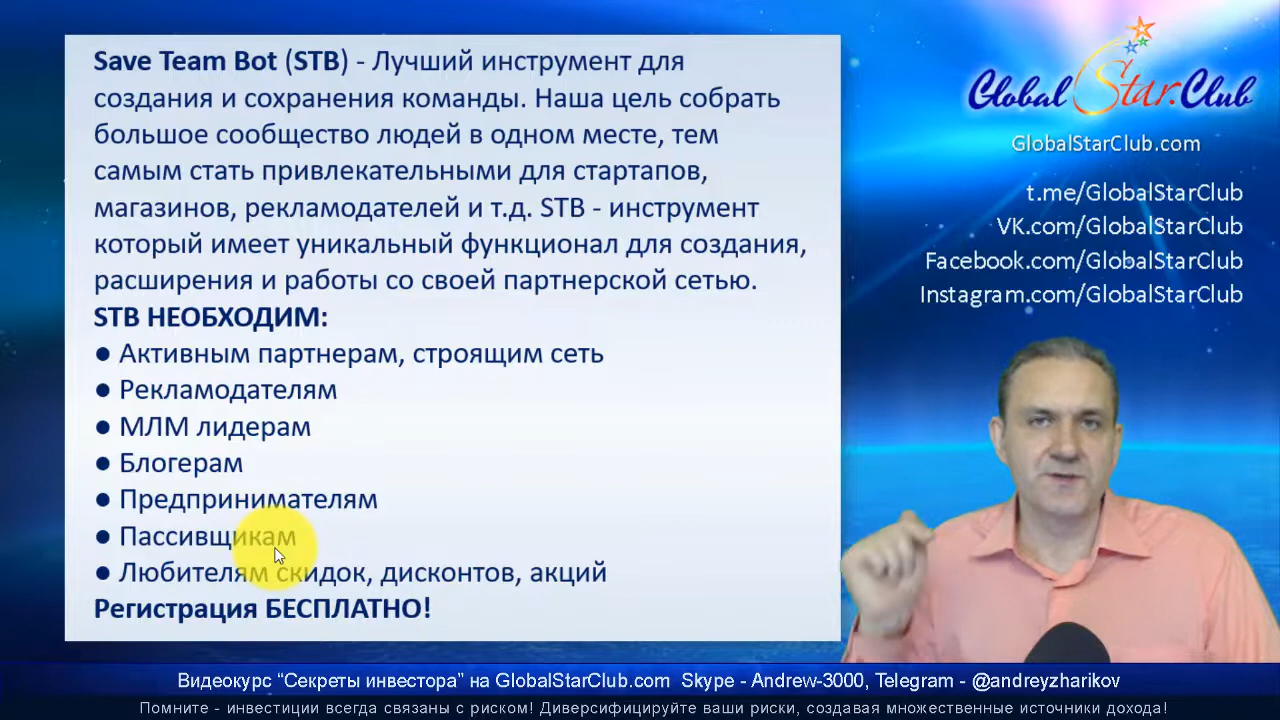 Save Team Bot (STB) - Лучший инструмент для
создания и сохранения команды. Наша цель собрать
большое сообщество людей в одном месте, тем
самым стать привлекательными для стартапов,
магазинов, рекламодателей и т.д. STB - инструмент
который имеет уникальный функционал для создания,
расширения и работы со своей партнерской сетью.
STB НЕОБХОДИМ:
● Активным партнерам, строящим сеть
● Рекламодателям
● МЛМ лидерам
● Блогерам
● Предпринимателям
● Пассивщикам
● Любителям скидок, дисконтов, акций
Регистрация БЕСПЛАТНО!
Global Star.Club
GlobalStarClub.com
t.me/GlobalStarClub
VK.com/GlobalStarClub
Facebook.com/GlobalStarClub
Instagram.com/GlobalStarClub
Видеокурс “Секреты инвестора” на GlobalStarClub.com Skype - Andrew-3000, Telegram - @andreyzharikov
Помните - инвестиции всегда связаны с риском! Диверсифицируйте ваши риски, создавая множественные источники дохода!